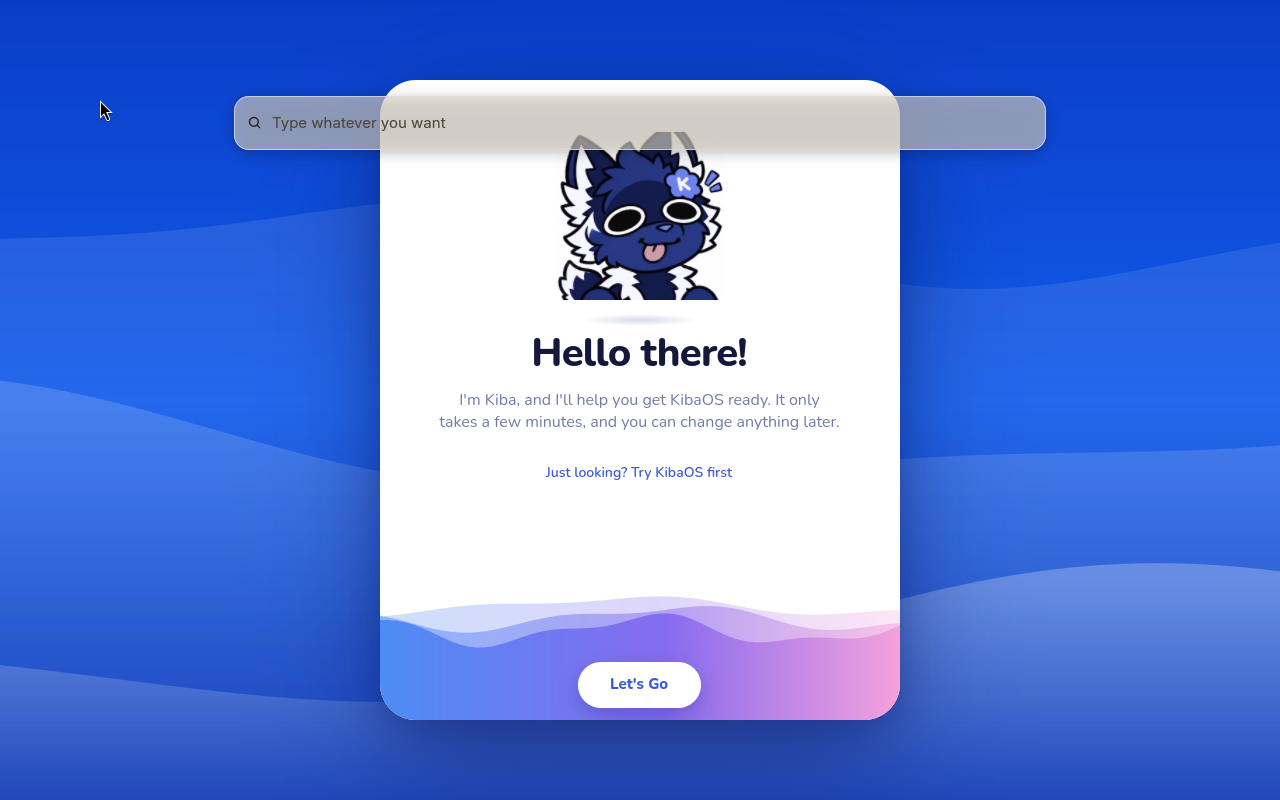 Type whatever you want
K
Hello there!
I'm Kiba, and I'll help you get KibaOS ready. It only
takes a few minutes, and you can change anything later.
Just looking? Try KibaOS first
Let's Go